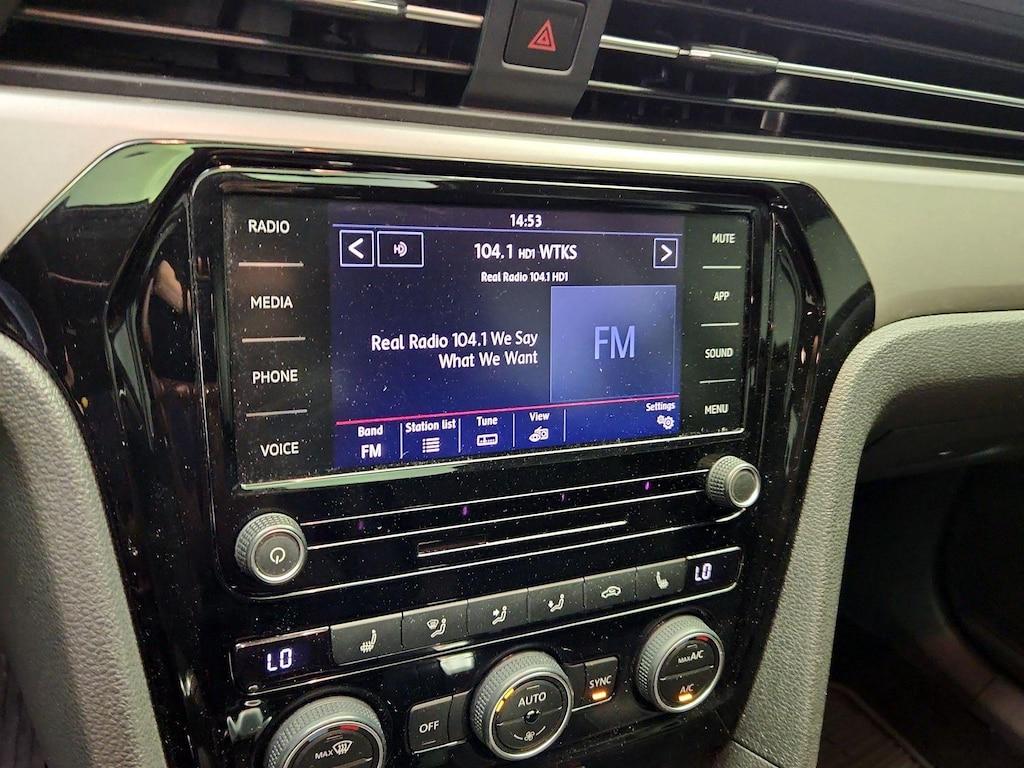 14:53
RADIO
MEDIA
PHONE
VOICE
104.1 HD1 WTKS
Real Radio 104.1 HD1
Real Radio 104.1 We Say
What We Want
FM
Band
FM
Station list
Tune
View
Settings
MUTE
APP
SOUND
MENU
LO
LO
MAX
OFF
AUTO
SYNC
MAX A/C
A/C